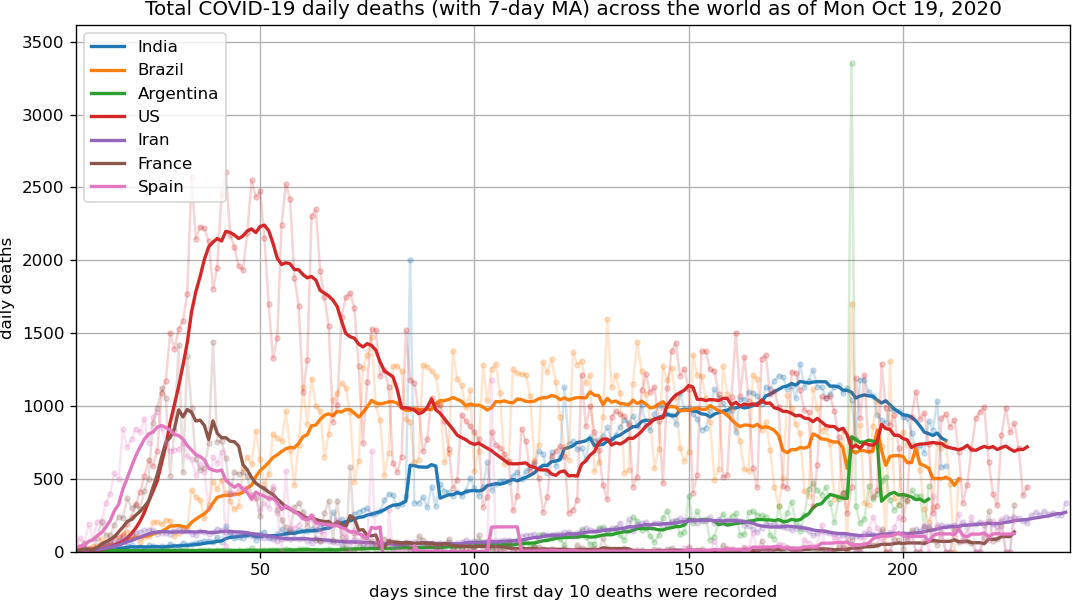 Total COVID-19 daily deaths (with 7-day MA) across the world as of Mon Oct 19, 2020
3500
3000
2500
2000
1500
1000
500
0
daily deaths
India
Brazil
Argentina
US
Iran
France
Spain
50
100
150
200
days since the first day 10 deaths were recorded